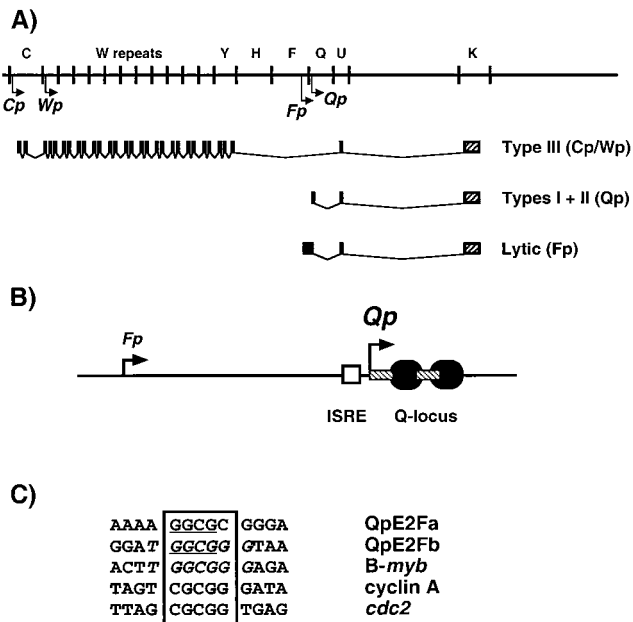 A)
C W repeats Y H F Q U K
Cp Wp Fp Qp
Type III (Cp/Wp)
Types I + II (Qp)
Lytic (Fp)
B)
Fp Qp
ISRE Q-locus
C)
AAAA GGCGC GGGA QpE2Fa
GGAT GGCGG GTAA QpE2Fb
ACTT GGCGG GAGA B-myb
TAGT CGCGG GATA cyclin A
TTAG CGCGG TGAG cdc2